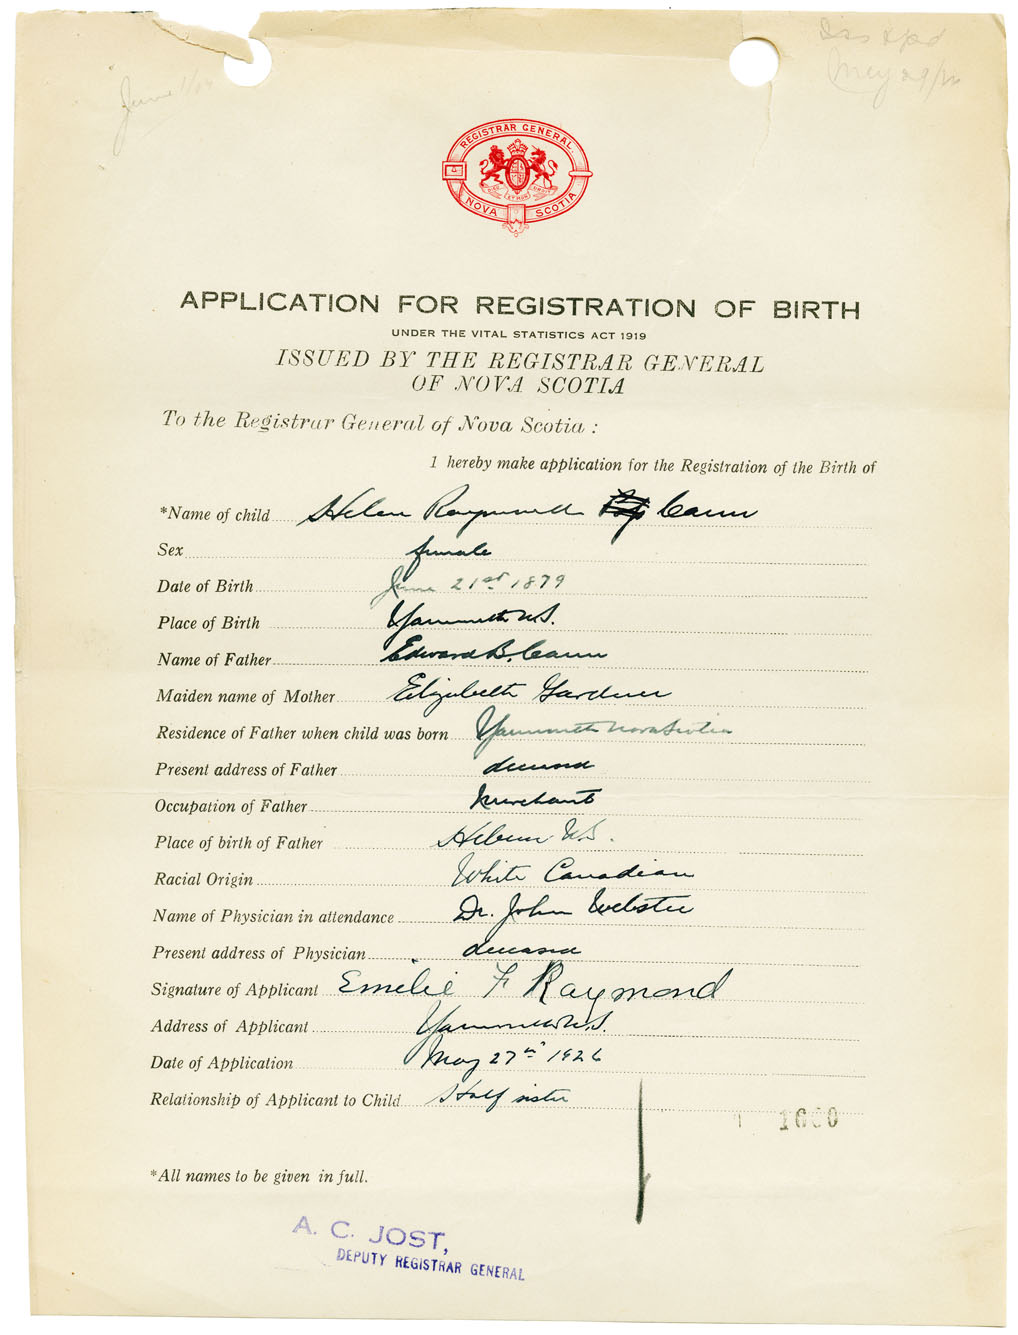 June 1/
May 29/26
REGISTRAR GENERAL
NOVA SCOTIA
APPLICATION FOR REGISTRATION OF BIRTH
UNDER THE VITAL STATISTICS ACT 1919
ISSUED BY THE REGISTRAR GENERAL
OF NOVA SCOTIA
To the Registrar General of Nova Scotia :
I hereby make application for the Registration of the Birth of
*Name of child Helen Raymond Cann
Sex female
Date of Birth June 21st 1879
Place of Birth Yarmouth N.S.
Name of Father Edward B. Cann
Maiden name of Mother Elizabeth Gardner
Residence of Father when child was born Yarmouth Nova Scotia
Present address of Father deceased
Occupation of Father Merchant
Place of birth of Father Hebron N.S.
Racial Origin White Canadian
Name of Physician in attendance Dr. John Webster
Present address of Physician deceased
Signature of Applicant Emilie F Raymond
Address of Applicant Yarmouth N.S.
Date of Application May 27th 1926
Relationship of Applicant to Child Half sister
*All names to be given in full.
A. C. JOST,
DEPUTY REGISTRAR GENERAL